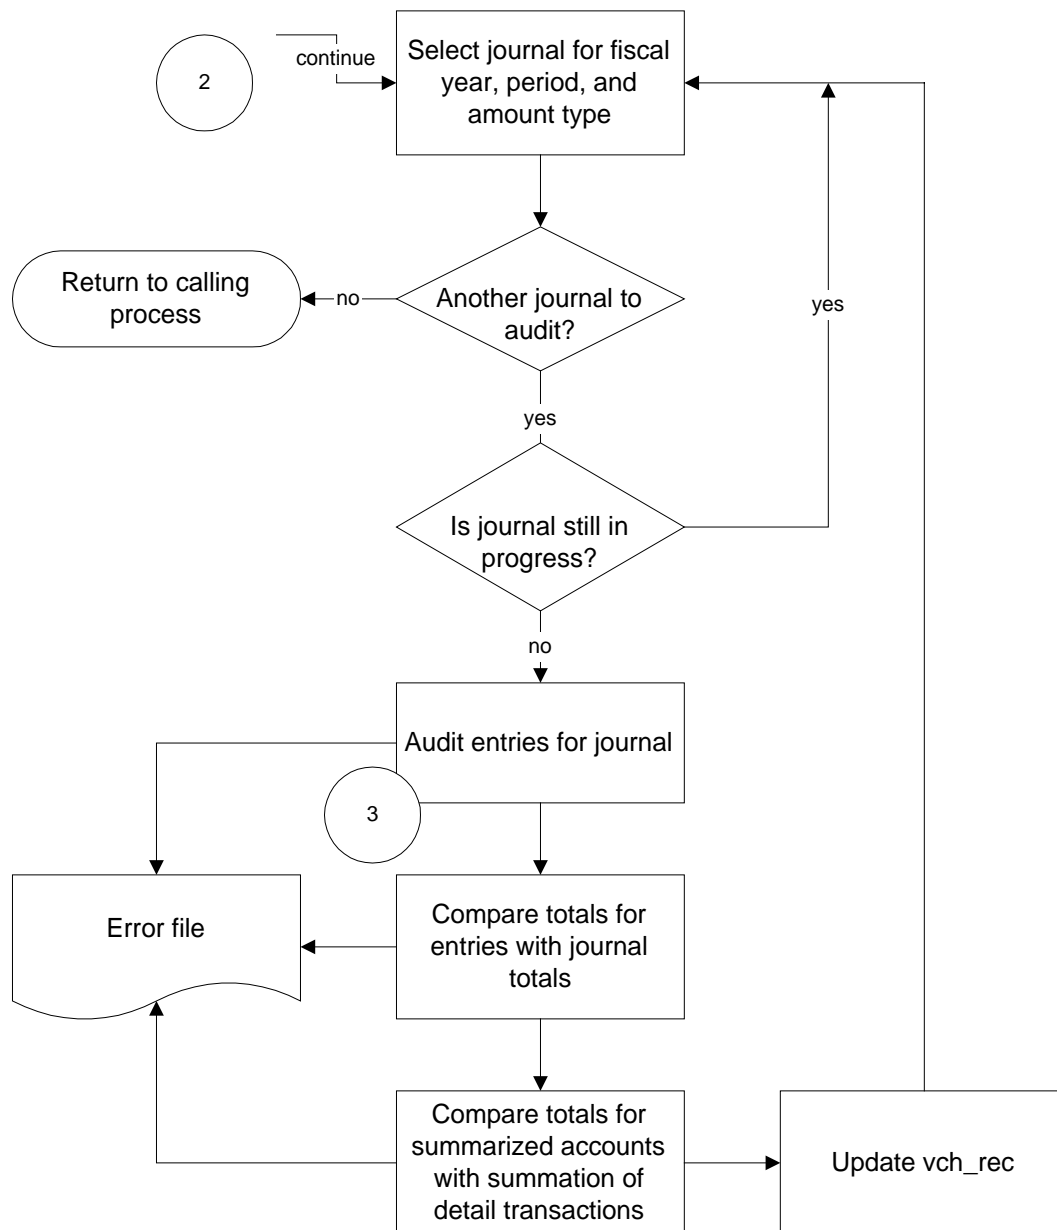 2
continue
Select journal for fiscal
year, period, and
amount type
Return to calling
process
no
Another journal to
audit?
yes
yes
Is journal still in
progress?
no
Audit entries for journal
3
Error file
Compare totals for
entries with journal
totals
Compare totals for
summarized accounts
with summation of
detail transactions
Update vch_rec